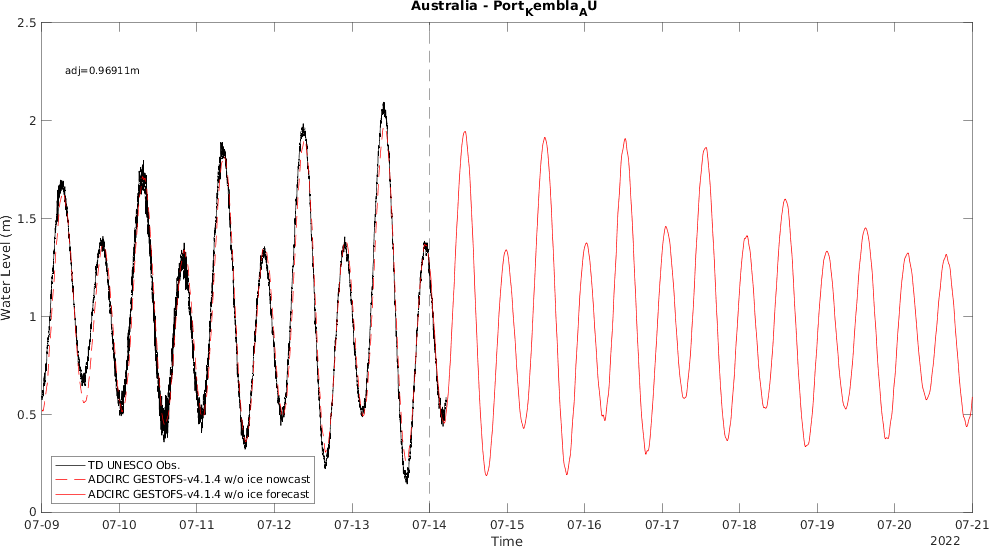 Australia - Port_Kembla_AU
adj=0.96911m
2.5
2
1.5
1
0.5
0
Water Level (m)
TD UNESCO Obs.
ADCIRC GESTOFS-v4.1.4 w/o ice nowcast
ADCIRC GESTOFS-v4.1.4 w/o ice forecast
07-09 07-10 07-11 07-12 07-13 07-14 07-15 07-16 07-17 07-18 07-19 07-20 07-21
Time
2022